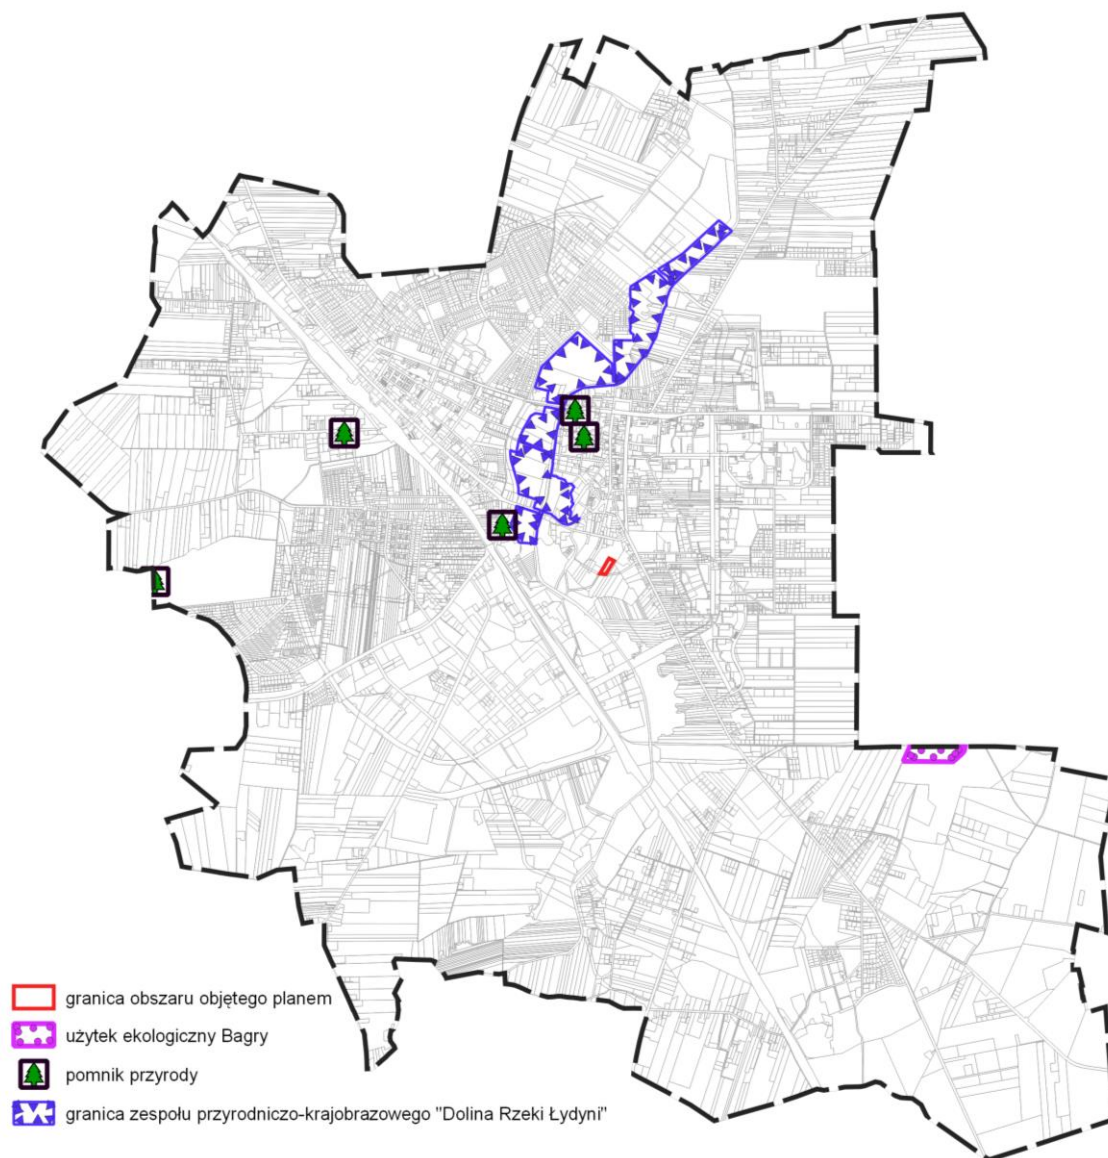 granica obszaru objętego planem
użytek ekologiczny Bagry
pomnik przyrody
granica zespołu przyrodniczo-krajobrazowego "Dolina Rzeki Łydyni"